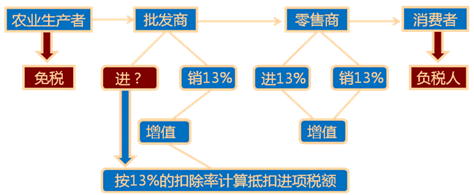 农业生产者
批发商
零售商
消费者
免税
进？
销13%
进13%
销13%
负税人
增值
增值
按13%的扣除率计算抵扣进项税额